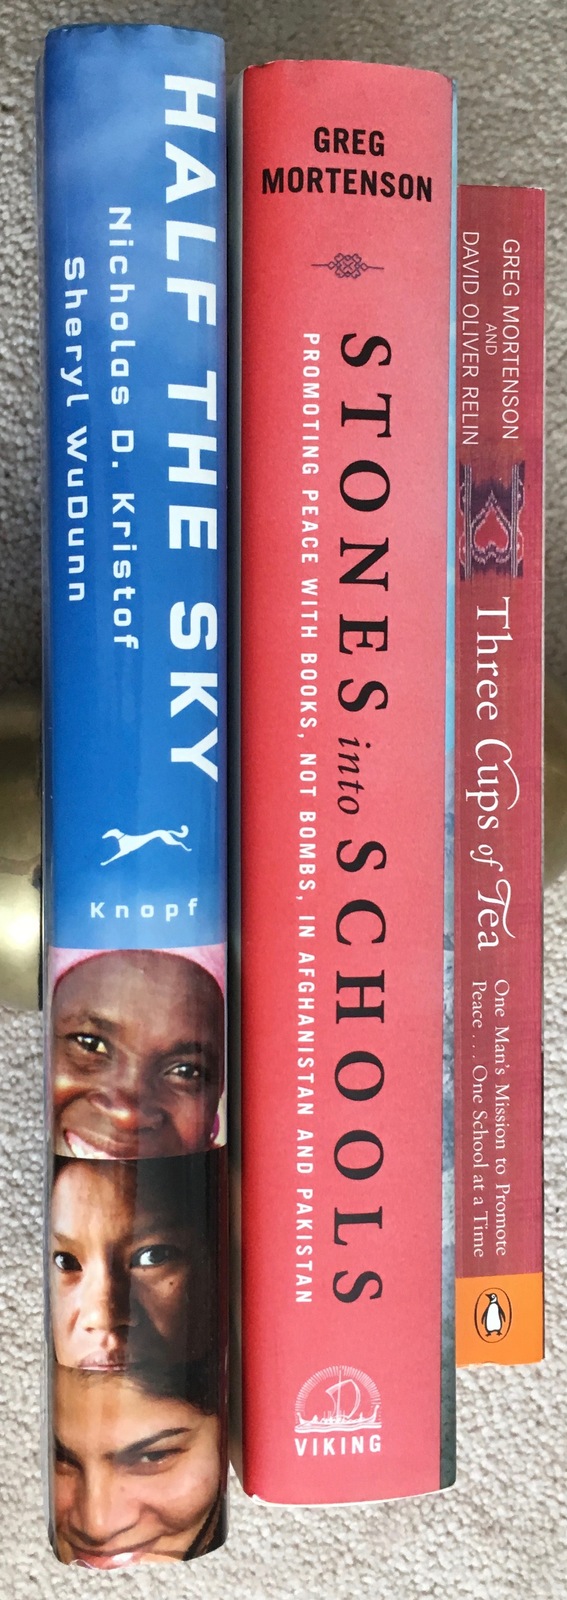 HALF THE SKY
Nicholas D. Kristof
Sheryl WuDunn
Knopf
GREG
MORTENSON
STONES into SCHOOLS
PROMOTING PEACE WITH BOOKS, NOT BOMBS, IN AFGHANISTAN AND PAKISTAN
VIKING
GREG MORTENSON
AND
DAVID OLIVER RELIN
Three Cups of Tea
One Man's Mission to Promote
Peace . . . One School at a Time